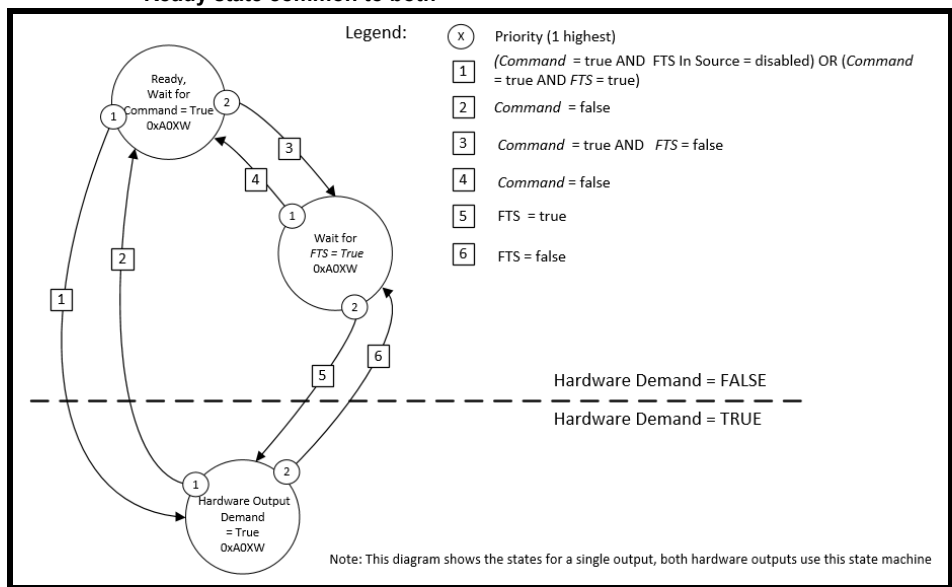 Ready state common to both
Legend:
X
Priority (1 highest)
1
(Command = true AND FTS In Source = disabled) OR (Command
= true AND FTS = true)
2
Command = false
3
Command = true AND FTS = false
4
Command = false
5
FTS = true
6
FTS = false
Ready,
Wait for
Command = True
0xA0XW
1
2
3
4
1
Wait for
FTS = True
0xA0XW
2
2
1
5
6
Hardware Demand = FALSE
Hardware Demand = TRUE
1
2
Hardware Output
Demand
= True
0xA0XW
Note: This diagram shows the states for a single output, both hardware outputs use this state machine